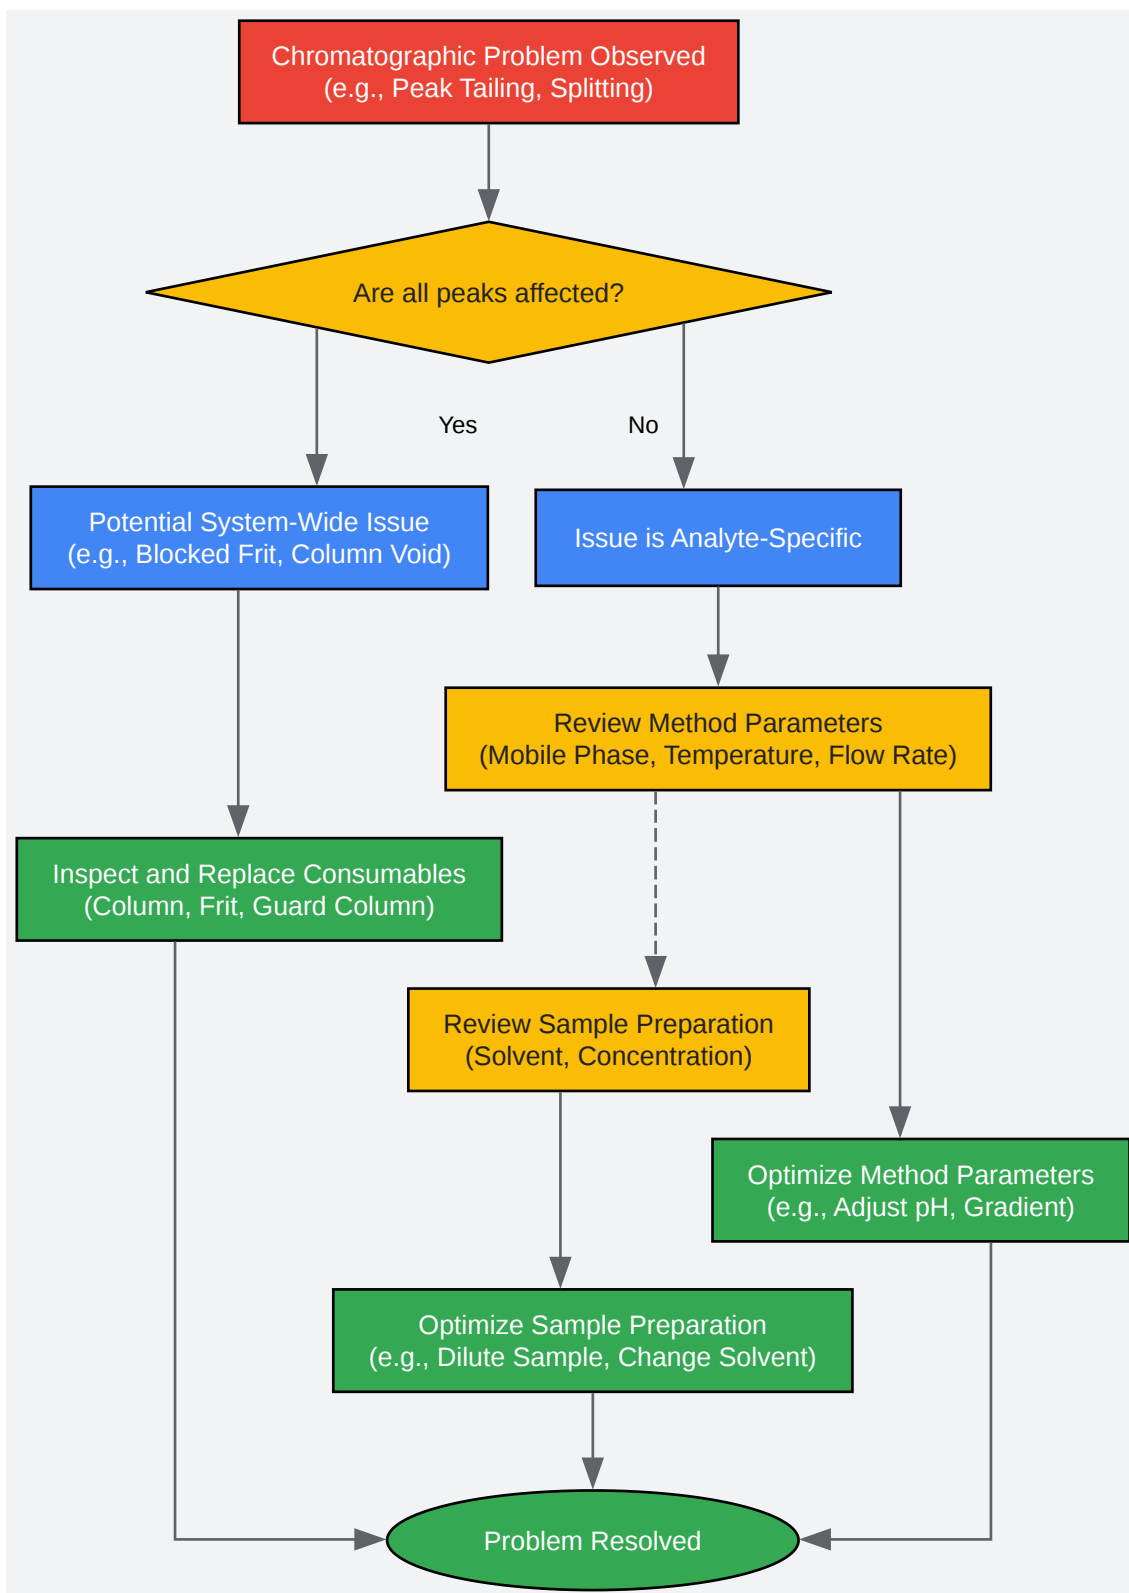 Chromatographic Problem Observed
(e.g., Peak Tailing, Splitting)
Are all peaks affected?
Yes
No
Potential System-Wide Issue
(e.g., Blocked Frit, Column Void)
Issue is Analyte-Specific
Review Method Parameters
(Mobile Phase, Temperature, Flow Rate)
Inspect and Replace Consumables
(Column, Frit, Guard Column)
Review Sample Preparation
(Solvent, Concentration)
Optimize Method Parameters
(e.g., Adjust pH, Gradient)
Optimize Sample Preparation
(e.g., Dilute Sample, Change Solvent)
Problem Resolved